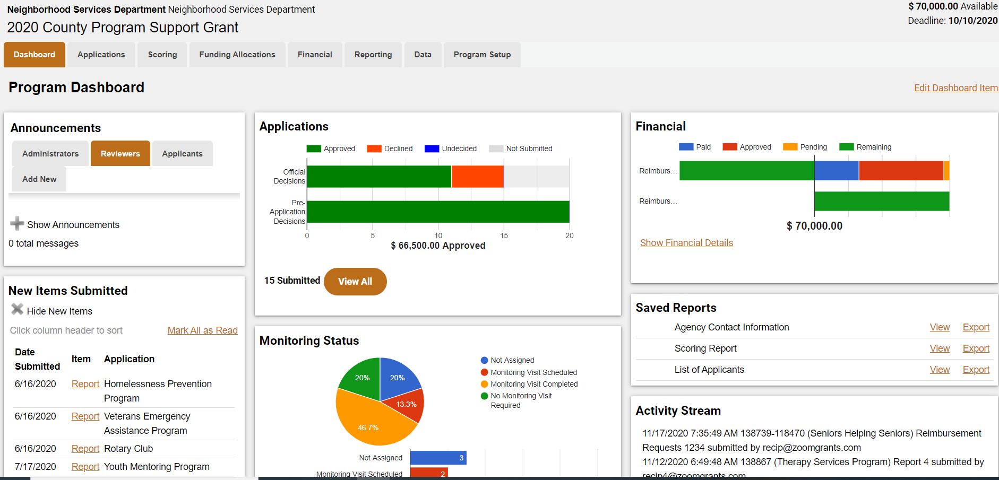 Neighborhood Services Department Neighborhood Services Department
$ 70,000.00 Available
2020 County Program Support Grant
Deadline: 10/10/2020
Dashboard Applications Scoring Funding Allocations Financial Reporting Data Program Setup
Program Dashboard
Edit Dashboard Items
Announcements
Administrators Reviewers Applicants
Add New
Show Announcements
0 total messages
New Items Submitted
Hide New Items
Click column header to sort Mark All as Read
Date
Submitted Item Application
6/16/2020 Report Homelessness Prevention
Program
6/16/2020 Report Veterans Emergency
Assistance Program
6/16/2020 Report Rotary Club
7/17/2020 Report Youth Mentoring Program
Applications
Approved Declined Undecided Not Submitted
Official
Decisions
Pre-
Application
Decisions
0 5 10 15 20
$ 66,500.00 Approved
15 Submitted View All
Monitoring Status
20% 20%
13.3%
46.7%
Not Assigned
Monitoring Visit Scheduled
Monitoring Visit Completed
No Monitoring Visit
Required
Not Assigned 3
Monitoring Visit Scheduled 2
Financial
Paid Approved Pending Remaining
Reimburs...
Reimburs...
$ 70,000.00
Show Financial Details
Saved Reports
Agency Contact Information View Export
Scoring Report View Export
List of Applicants View Export
Activity Stream
11/17/2020 7:35:49 AM 138739-118470 (Seniors Helping Seniors) Reimbursement
Requests 1234 submitted by recip@zoomgrants.com
11/12/2020 6:49:48 AM 138867 (Therapy Services Program) Report 4 submitted by
recip4@zoomgrants.com